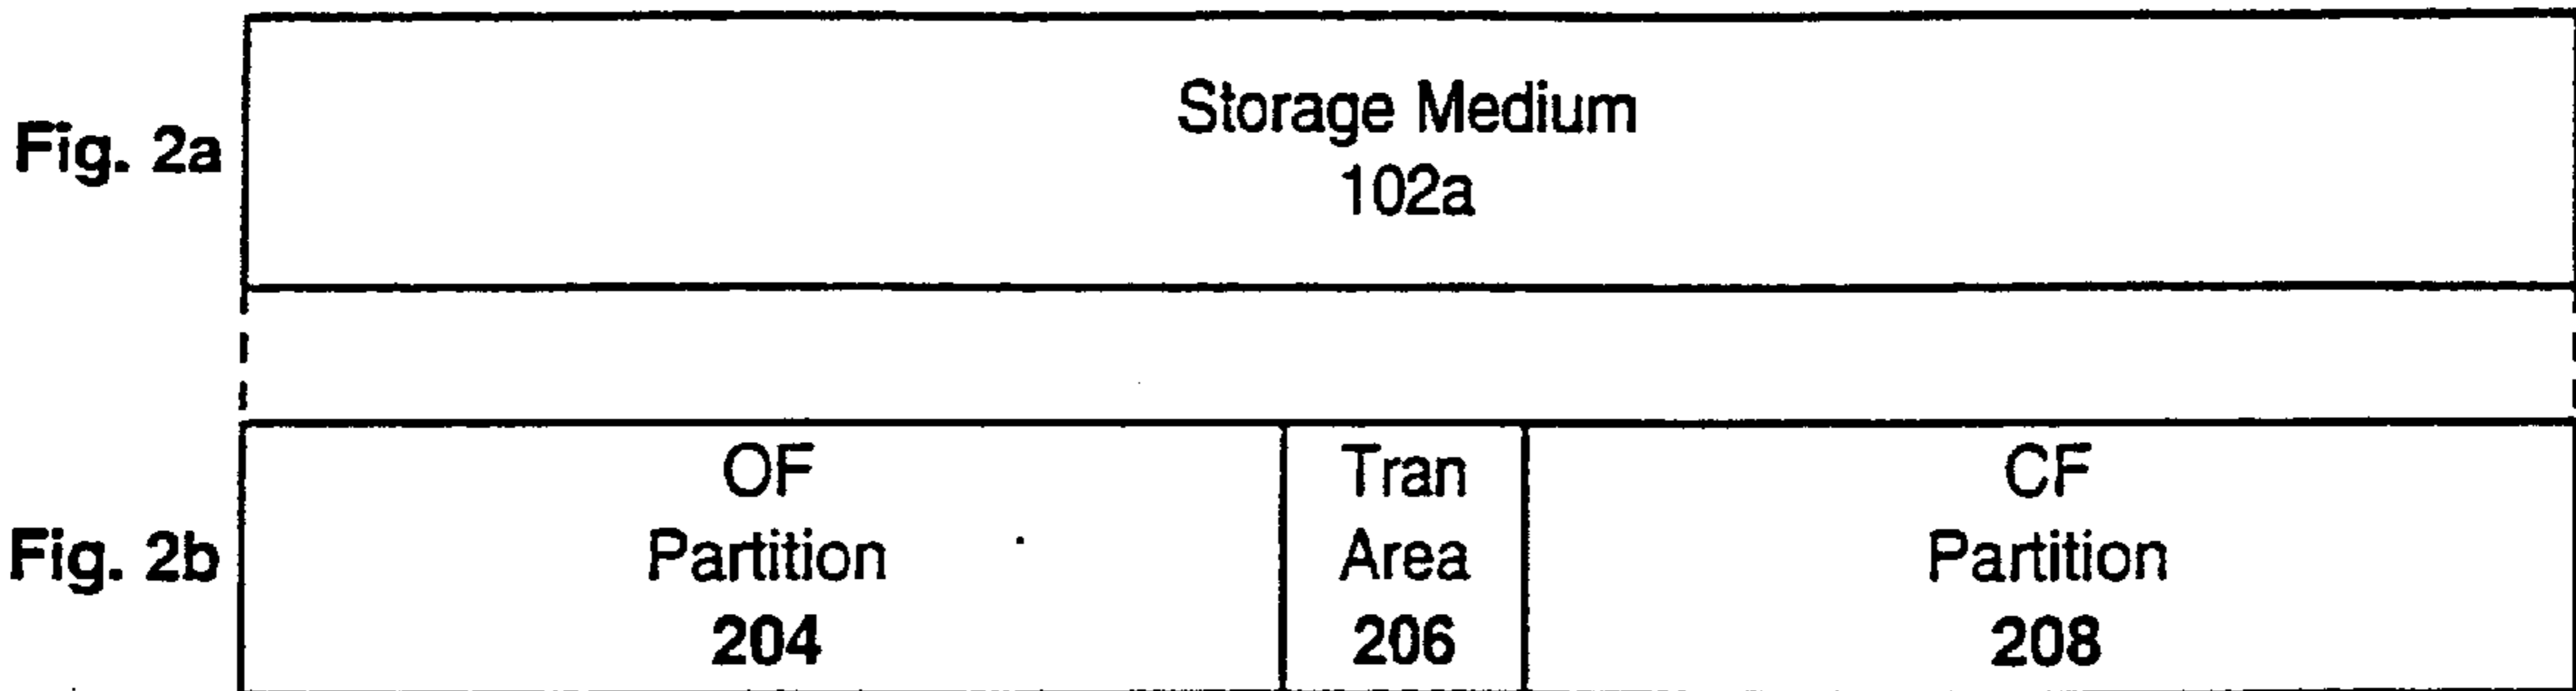 Fig. 2a
Storage Medium
102a
Fig. 2b
OF
Partition
204
Tran
Area
206
CF
Partition
208